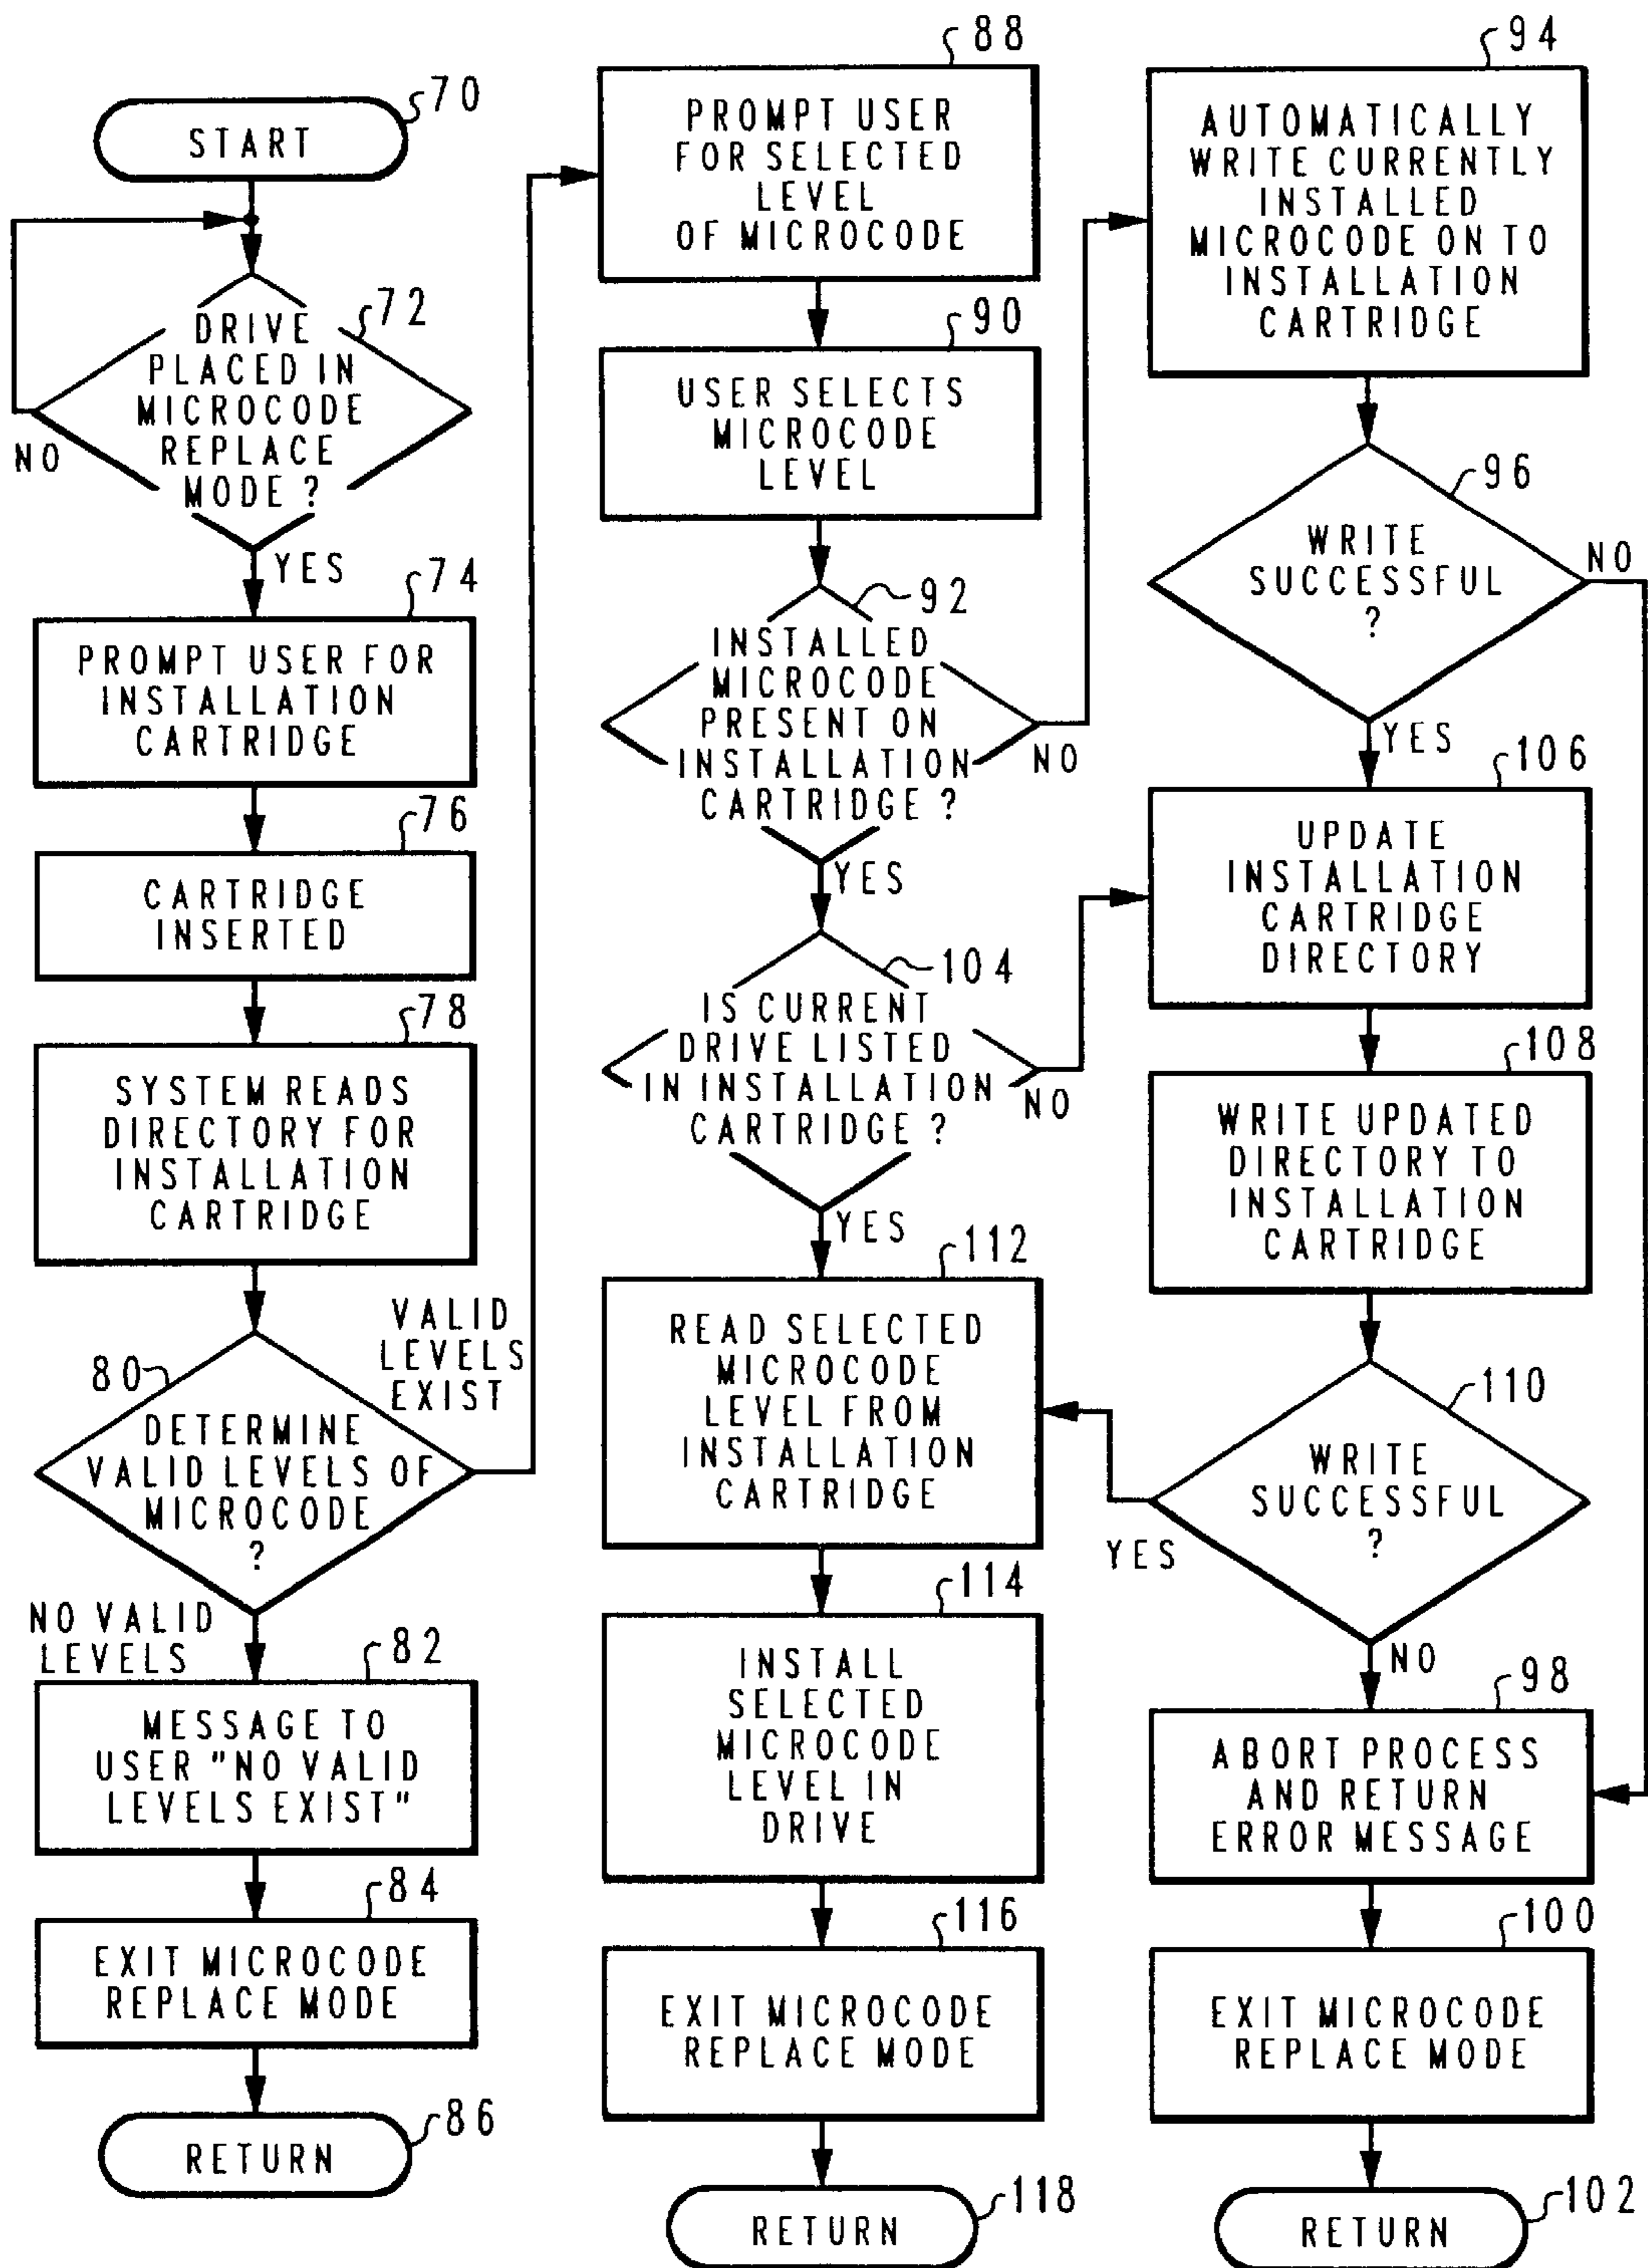 70
START
72
DRIVE
PLACED IN
MICROCODE
REPLACE
MODE ?
NO
YES
74
PROMPT USER FOR
INSTALLATION
CARTRIDGE
76
CARTRIDGE
INSERTED
78
SYSTEM READS
DIRECTORY FOR
INSTALLATION
CARTRIDGE
VALID
LEVELS
EXIST
80
DETERMINE
VALID LEVELS OF
MICROCODE
?
NO VALID
LEVELS
82
MESSAGE TO
USER "NO VALID
LEVELS EXIST"
84
EXIT MICROCODE
REPLACE MODE
86
RETURN
88
PROMPT USER
FOR SELECTED
LEVEL
OF MICROCODE
90
USER SELECTS
MICROCODE
LEVEL
92
INSTALLED
MICROCODE
PRESENT ON
INSTALLATION
CARTRIDGE ?
NO
YES
104
IS CURRENT
DRIVE LISTED
IN INSTALLATION
CARTRIDGE ?
NO
YES
112
READ SELECTED
MICROCODE
LEVEL FROM
INSTALLATION
CARTRIDGE
114
INSTALL
SELECTED
MICROCODE
LEVEL IN
DRIVE
116
EXIT MICROCODE
REPLACE MODE
118
RETURN
94
AUTOMATICALLY
WRITE CURRENTLY
INSTALLED
MICROCODE ON TO
INSTALLATION
CARTRIDGE
96
WRITE
SUCCESSFUL
?
NO
YES
106
UPDATE
INSTALLATION
CARTRIDGE
DIRECTORY
108
WRITE UPDATED
DIRECTORY TO
INSTALLATION
CARTRIDGE
110
WRITE
SUCCESSFUL
?
YES
NO
98
ABORT PROCESS
AND RETURN
ERROR MESSAGE
100
EXIT MICROCODE
REPLACE MODE
102
RETURN